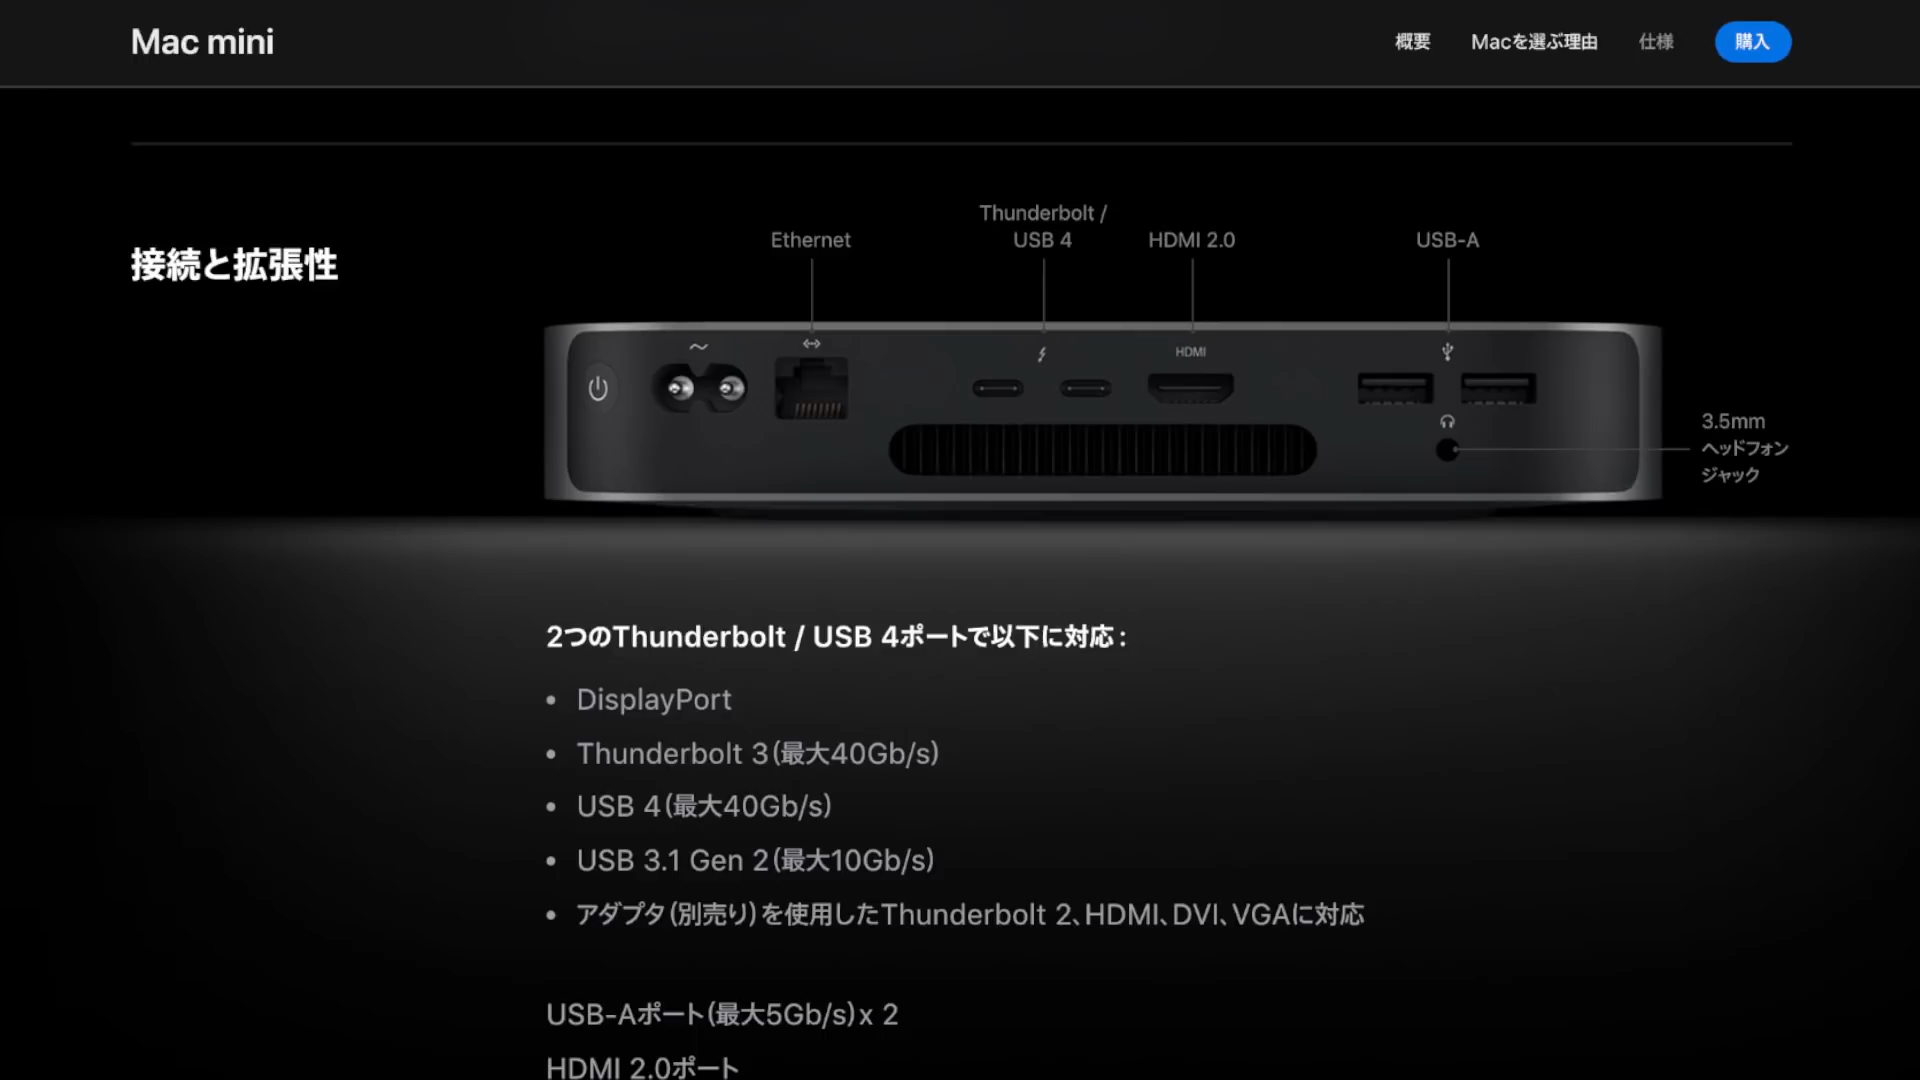 Mac mini
概要
Macを選ぶ理由
仕様
購入
接続と拡張性
Ethernet
Thunderbolt /
USB 4
HDMI 2.0
USB-A
HDMI
3.5mm
ヘッドフォン
ジャック
2つのThunderbolt / USB 4ポートで以下に対応：
• DisplayPort
• Thunderbolt 3（最大40Gb/s）
• USB 4（最大40Gb/s）
• USB 3.1 Gen 2（最大10Gb/s）
• アダプタ（別売り）を使用したThunderbolt 2、HDMI、DVI、VGAに対応
USB-Aポート（最大5Gb/s）x 2
HDMI 2.0ポート